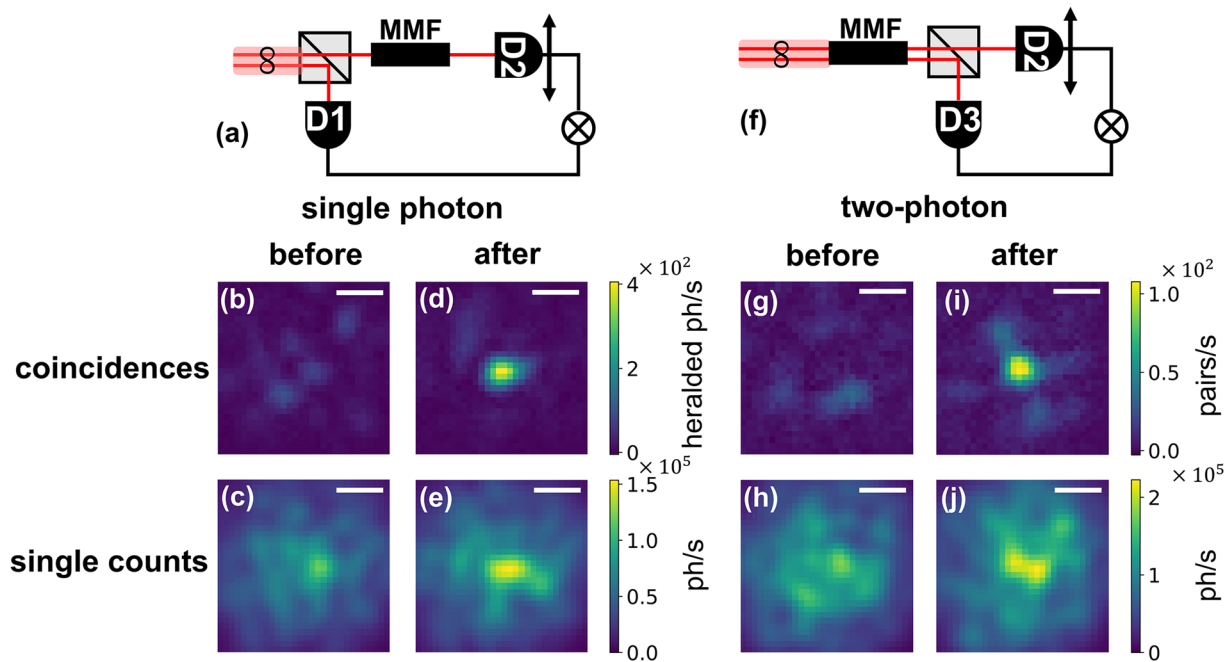 MMF
D2
D1
(a)
MMF
D2
D3
(f)
single photon
two-photon
before
after
before
after
× 10²
× 10²
coincidences
(b)
(d)
4
2
0
heralded ph/s
(g)
(i)
1.0
0.5
0.0
pairs/s
× 10⁵
× 10⁵
single counts
(c)
(e)
1.5
1.0
0.5
0
ph/s
(h)
(j)
2
1
0
ph/s